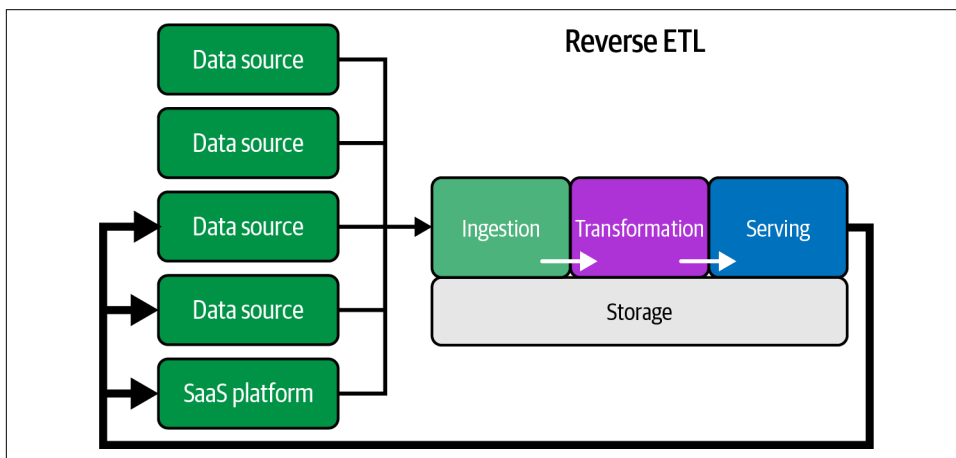 Reverse ETL
Data source
Data source
Data source
Data source
SaaS platform
Ingestion
Transformation
Serving
Storage